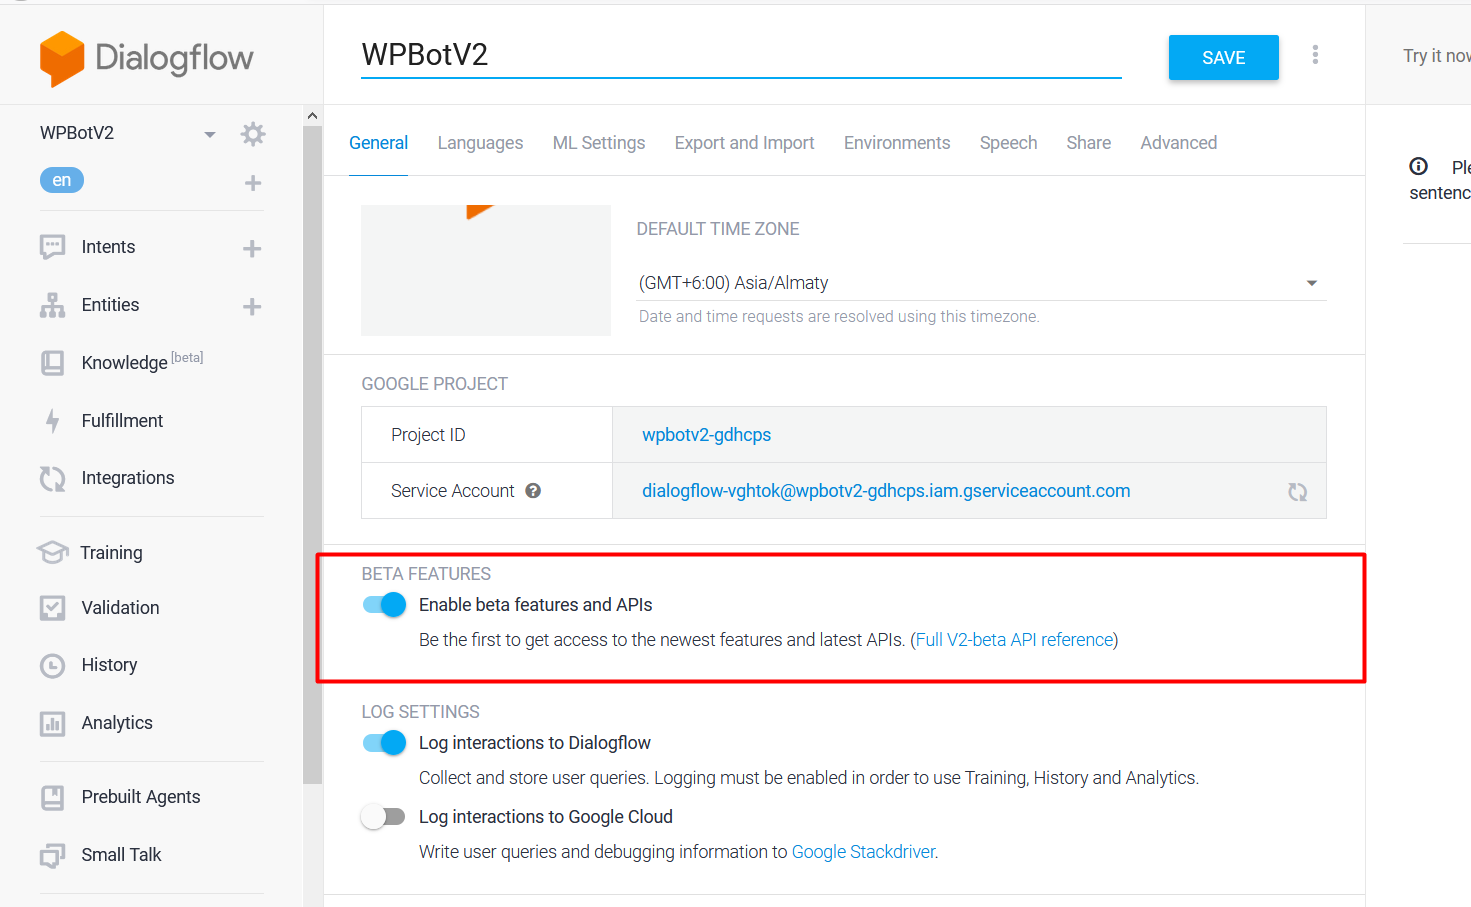 Dialogflow
WPBotV2
en
Intents
Entities
Knowledge [beta]
Fulfillment
Integrations
Training
Validation
History
Analytics
Prebuilt Agents
Small Talk
WPBotV2
SAVE
General Languages ML Settings Export and Import Environments Speech Share Advanced
DEFAULT TIME ZONE
(GMT+6:00) Asia/Almaty
Date and time requests are resolved using this timezone.
GOOGLE PROJECT
Project ID wpbotv2-gdhcps
Service Account dialogflow-vghtok@wpbotv2-gdhcps.iam.gserviceaccount.com
BETA FEATURES
Enable beta features and APIs
Be the first to get access to the newest features and latest APIs. (Full V2-beta API reference)
LOG SETTINGS
Log interactions to Dialogflow
Collect and store user queries. Logging must be enabled in order to use Training, History and Analytics.
Log interactions to Google Cloud
Write user queries and debugging information to Google Stackdriver.
Try it now
Ple
sentenc